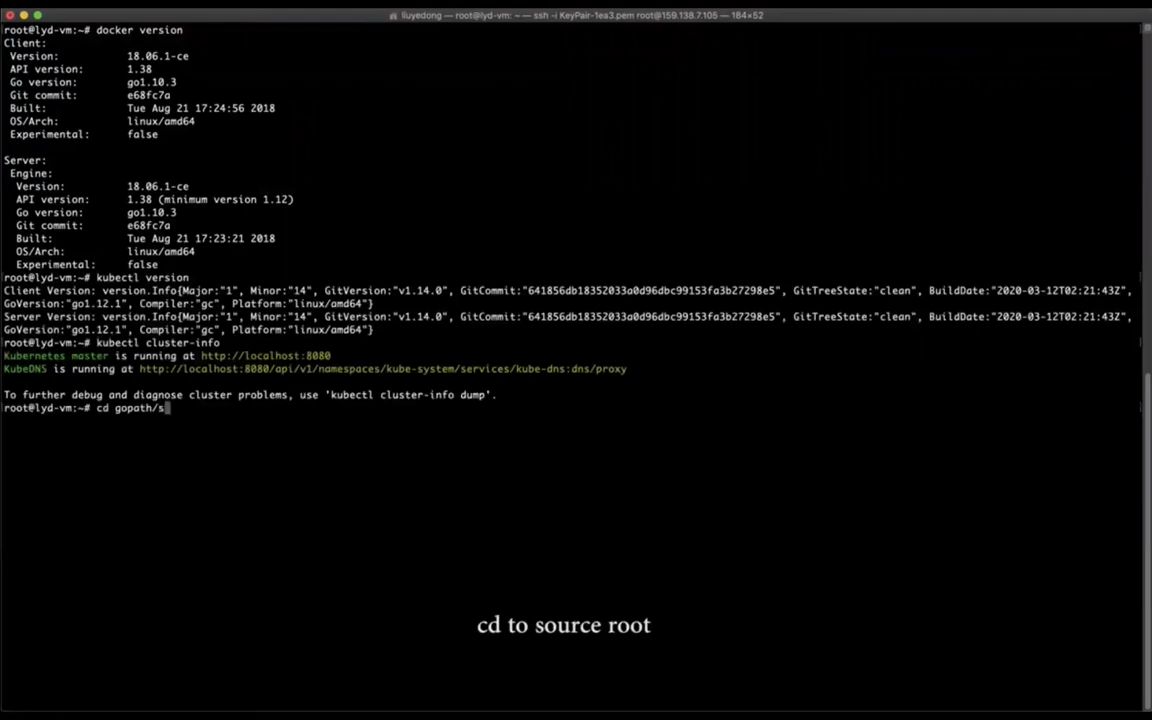 liuyedong — root@lyd-vm: ~ — ssh -i KeyPair-1ea3.pem root@159.138.7.105 — 184×52
root@lyd-vm:~# docker version
Client:
 Version:           18.06.1-ce
 API version:       1.38
 Go version:        go1.10.3
 Git commit:        e68fc7a
 Built:             Tue Aug 21 17:24:56 2018
 OS/Arch:           linux/amd64
 Experimental:      false

Server:
 Engine:
  Version:          18.06.1-ce
  API version:      1.38 (minimum version 1.12)
  Go version:       go1.10.3
  Git commit:       e68fc7a
  Built:            Tue Aug 21 17:23:21 2018
  OS/Arch:          linux/amd64
  Experimental:     false
root@lyd-vm:~# kubectl version
Client Version: version.Info{Major:"1", Minor:"14", GitVersion:"v1.14.0", GitCommit:"641856db18352033a0d96dbc99153fa3b27298e5", GitTreeState:"clean", BuildDate:"2020-03-12T02:21:43Z",
GoVersion:"go1.12.1", Compiler:"gc", Platform:"linux/amd64"}
Server Version: version.Info{Major:"1", Minor:"14", GitVersion:"v1.14.0", GitCommit:"641856db18352033a0d96dbc99153fa3b27298e5", GitTreeState:"clean", BuildDate:"2020-03-12T02:21:43Z",
GoVersion:"go1.12.1", Compiler:"gc", Platform:"linux/amd64"}
root@lyd-vm:~# kubectl cluster-info
Kubernetes master is running at http://localhost:8080
KubeDNS is running at http://localhost:8080/api/v1/namespaces/kube-system/services/kube-dns:dns/proxy

To further debug and diagnose cluster problems, use 'kubectl cluster-info dump'.
root@lyd-vm:~# cd gopath/s
cd to source root